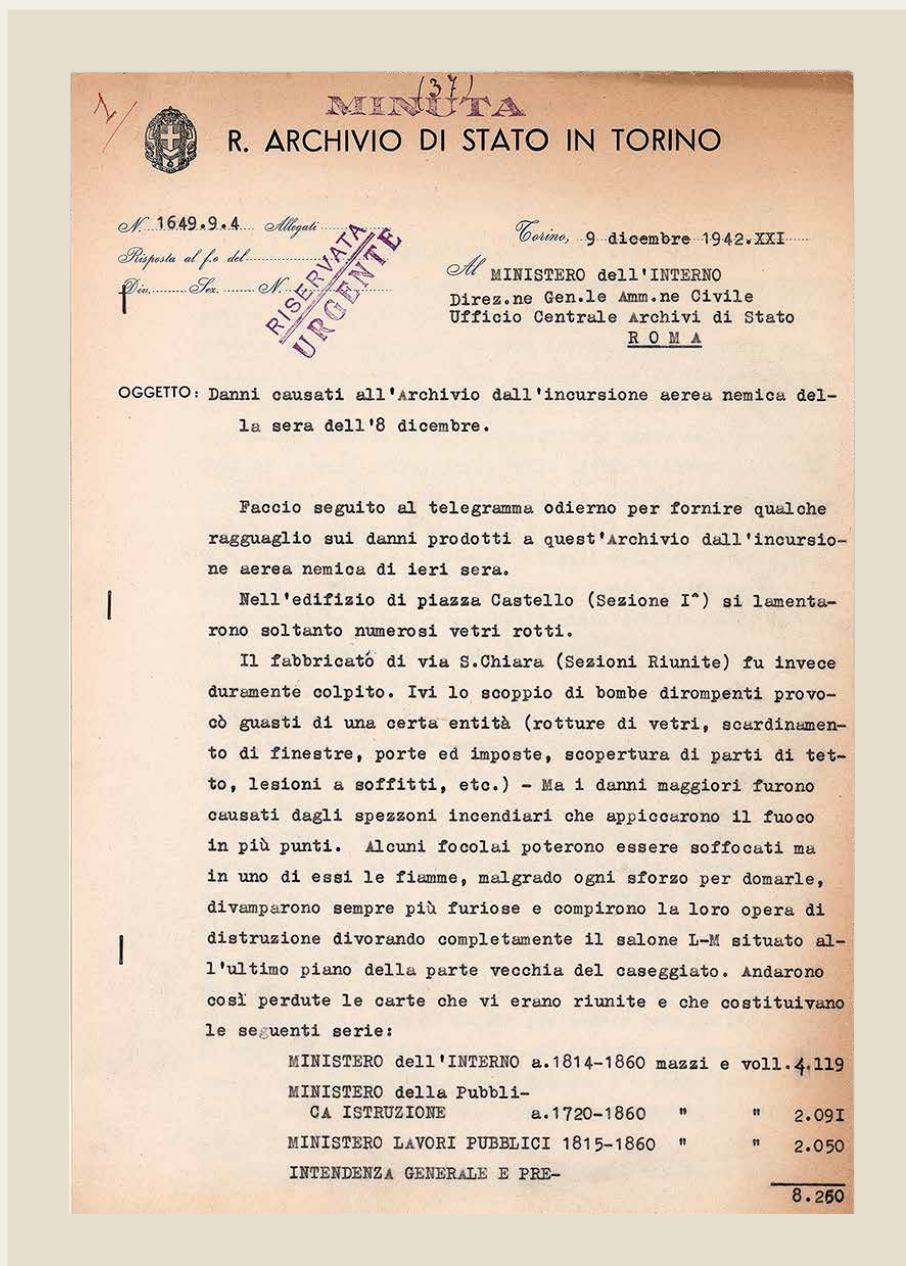 1/
(37)
MINUTA
R. ARCHIVIO DI STATO IN TORINO
N. 1649.9.4 Allegati
Risposta al f.o del
Div. Sez. N.
RISERVATA
URGENTE
Torino, 9 dicembre 1942.XXI
Al MINISTERO dell'INTERNO
Direz.ne Gen.le Amm.ne Civile
Ufficio Centrale Archivi di Stato
ROMA
OGGETTO: Danni causati all'Archivio dall'incursione aerea nemica del-
la sera dell'8 dicembre.
Faccio seguito al telegramma odierno per fornire qualche
ragguaglio sui danni prodotti a quest'Archivio dall'incursio-
ne aerea nemica di ieri sera.
Nell'edifizio di piazza Castello (Sezione I^) si lamenta-
rono soltanto numerosi vetri rotti.
Il fabbricato di via S.Chiara (Sezioni Riunite) fu invece
duramente colpito. Ivi lo scoppio di bombe dirompenti provo-
cò guasti di una certa entità (rotture di vetri, scardinamen-
to di finestre, porte ed imposte, scopertura di parti di tet-
to, lesioni a soffitti, etc.) - Ma i danni maggiori furono
causati dagli spezzoni incendiari che appiccarono il fuoco
in più punti. Alcuni focolai poterono essere soffocati ma
in uno di essi le fiamme, malgrado ogni sforzo per domarle,
divamparono sempre più furiose e compirono la loro opera di
distruzione divorando completamente il salone L-M situato al-
l'ultimo piano della parte vecchia del caseggiato. Andarono
così perdute le carte che vi erano riunite e che costituivano
le seguenti serie:
MINISTERO dell'INTERNO a.1814-1860 mazzi e voll.4.119
MINISTERO della Pubbli-
CA ISTRUZIONE a.1720-1860 " " 2.09I
MINISTERO LAVORI PUBBLICI 1815-1860 " " 2.050
INTENDENZA GENERALE E PRE-
8.260